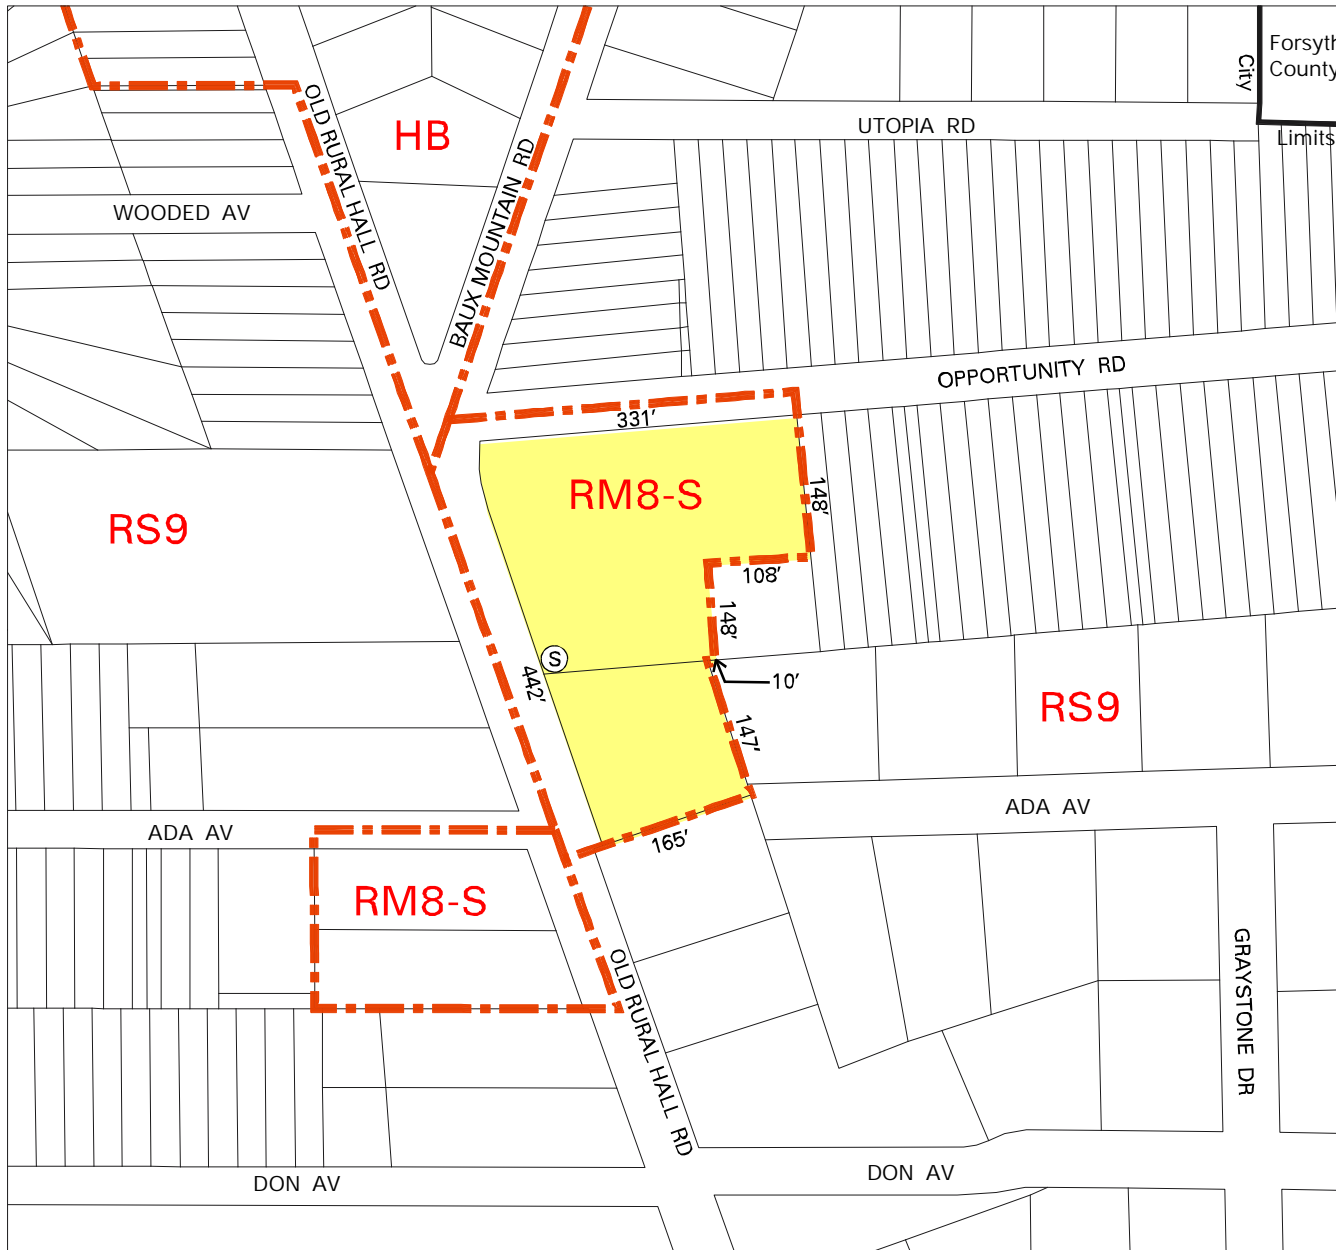 Forsyth
County
City
Limits
UTOPIA RD
HB
OLD RURAL HALL RD
BAUX MOUNTAIN RD
WOODED AV
OPPORTUNITY RD
331'
RM8-S
148'
RS9
108'
148'
S
442'
10'
RS9
147'
ADA AV
ADA AV
165'
RM8-S
OLD RURAL HALL RD
GRAYSTONE DR
DON AV
DON AV